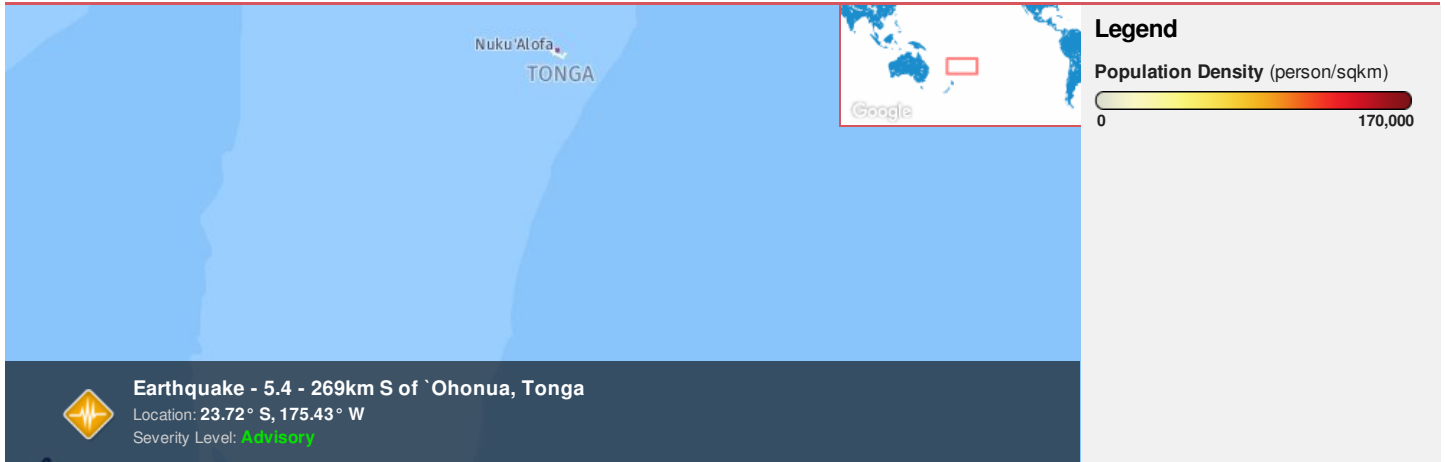 Nuku'Alofa
TONGA
Google
Legend
Population Density (person/sqkm)
0 170,000
Earthquake - 5.4 - 269km S of `Ohonua, Tonga
Location: 23.72° S, 175.43° W
Severity Level: Advisory